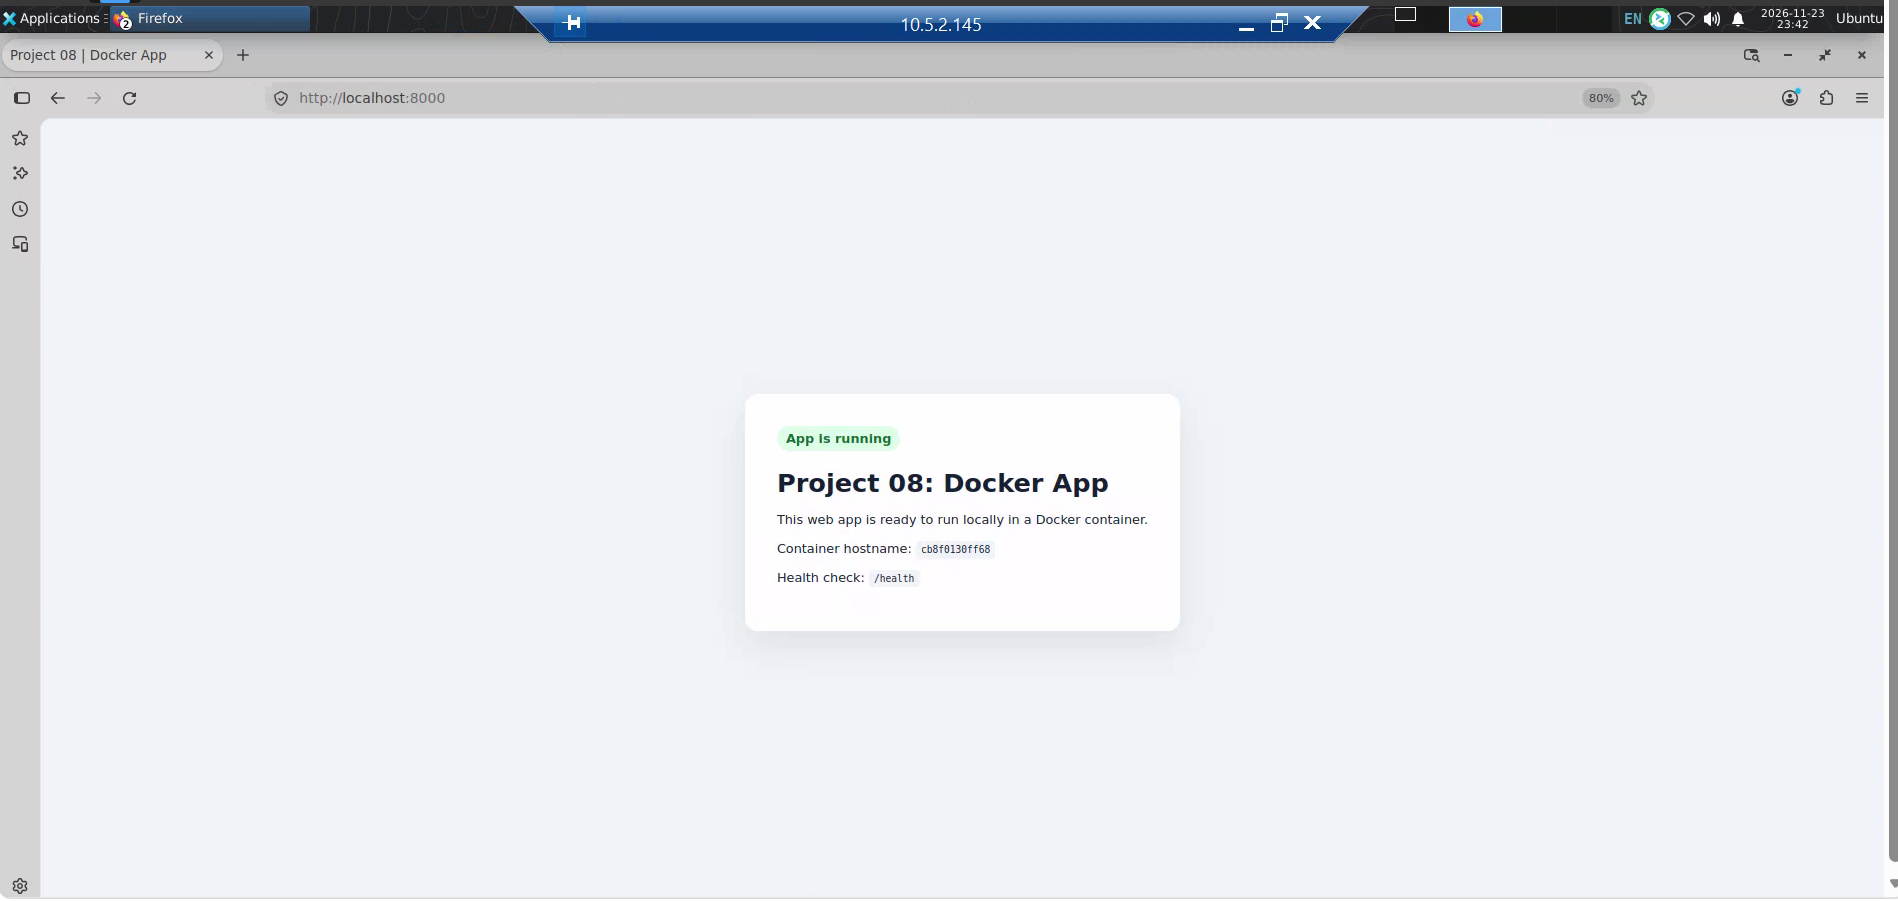 Applications
Firefox
2
10.5.2.145
EN
2026-11-23
23:42
Ubuntu
Project 08 | Docker App
http://localhost:8000
80%
App is running
Project 08: Docker App
This web app is ready to run locally in a Docker container.
Container hostname: cb8f0130ff68
Health check: /health